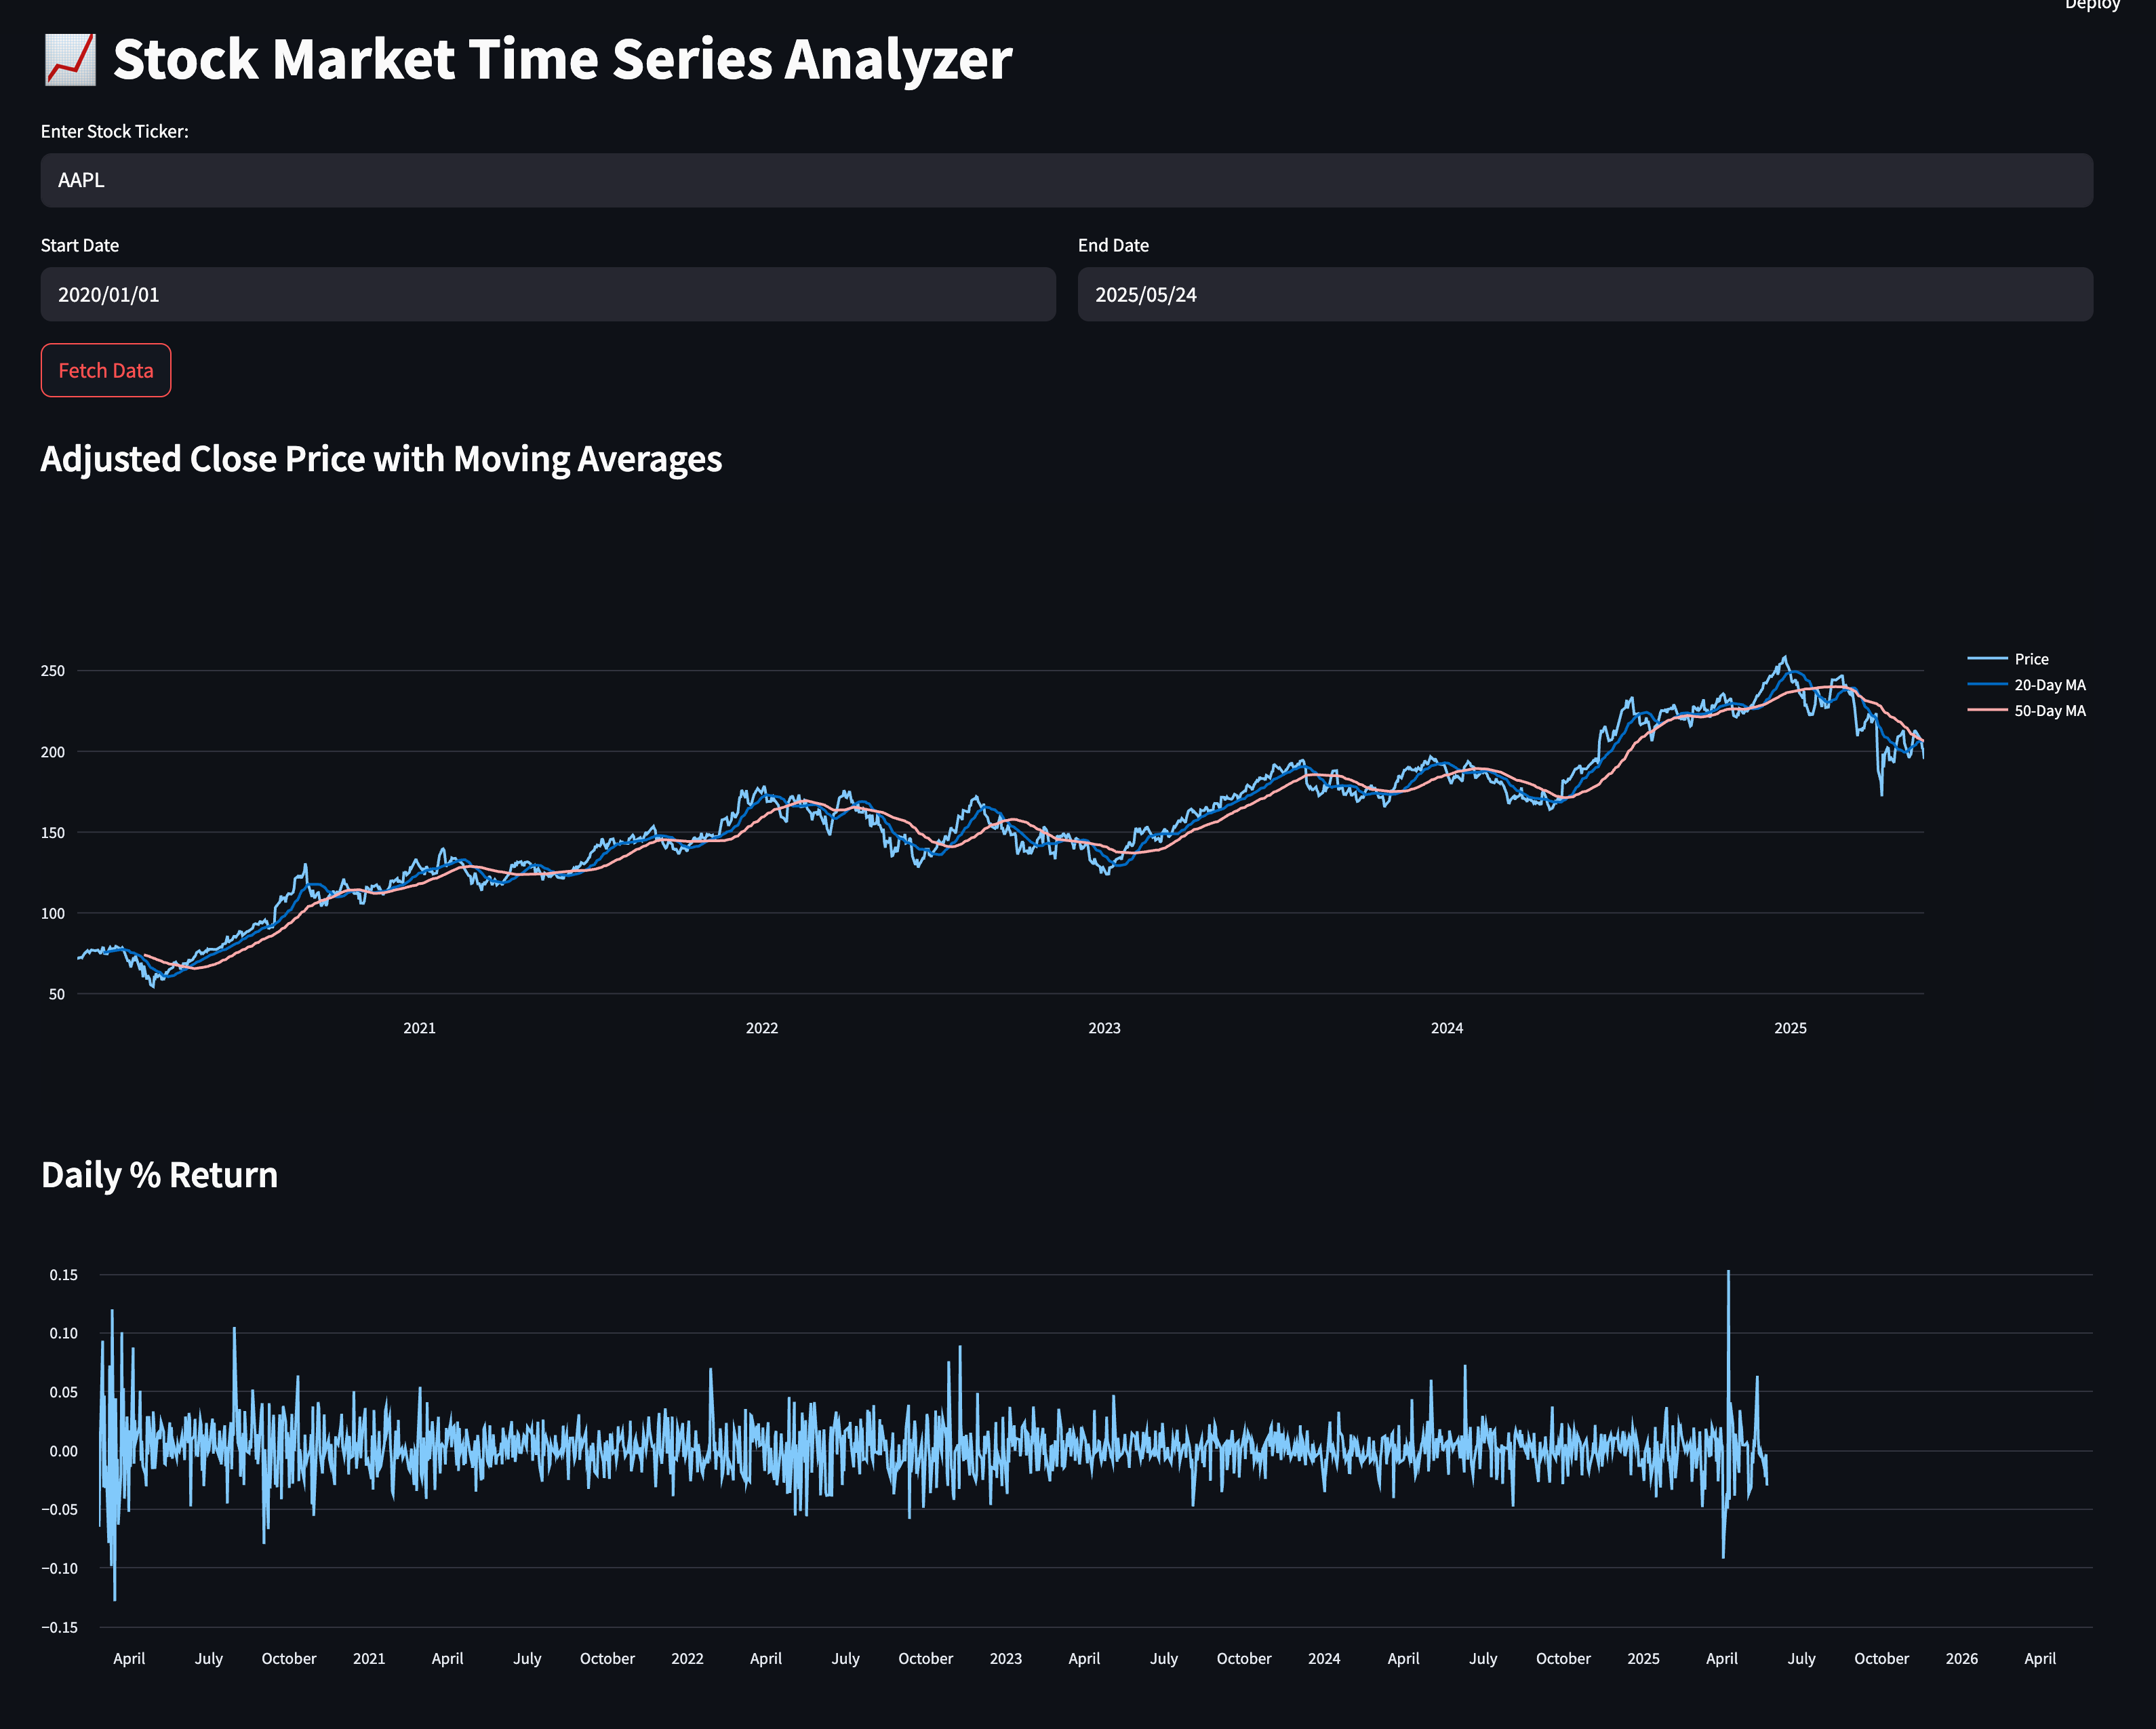 Deploy
📈 Stock Market Time Series Analyzer
Enter Stock Ticker:
AAPL
Start Date
End Date
2020/01/01
2025/05/24
Fetch Data
Adjusted Close Price with Moving Averages
250
200
150
100
50
2021 2022 2023 2024 2025
Price
20-Day MA
50-Day MA
Daily % Return
0.15
0.10
0.05
0.00
−0.05
−0.10
−0.15
April July October 2021 April July October 2022 April July October 2023 April July October 2024 April July October 2025 April July October 2026 April